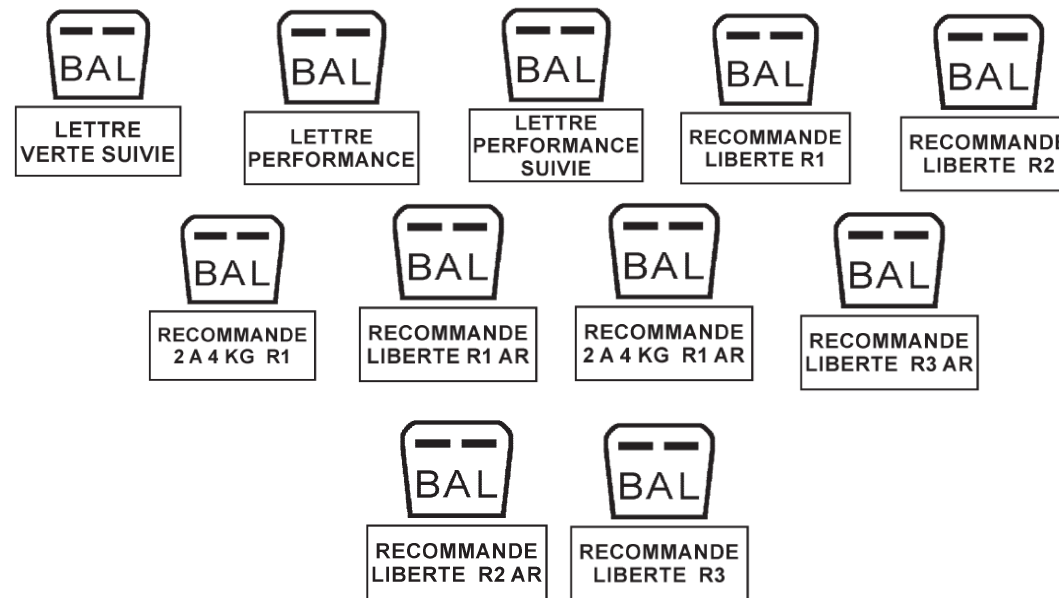 BAL
LETTRE
VERTE SUIVIE
BAL
LETTRE
PERFORMANCE
BAL
LETTRE
PERFORMANCE
SUIVIE
BAL
RECOMMANDE
LIBERTE R1
BAL
RECOMMANDE
LIBERTE R2
BAL
RECOMMANDE
2 A 4 KG R1
BAL
RECOMMANDE
LIBERTE R1 AR
BAL
RECOMMANDE
2 A 4 KG R1 AR
BAL
RECOMMANDE
LIBERTE R3 AR
BAL
RECOMMANDE
LIBERTE R2 AR
BAL
RECOMMANDE
LIBERTE R3